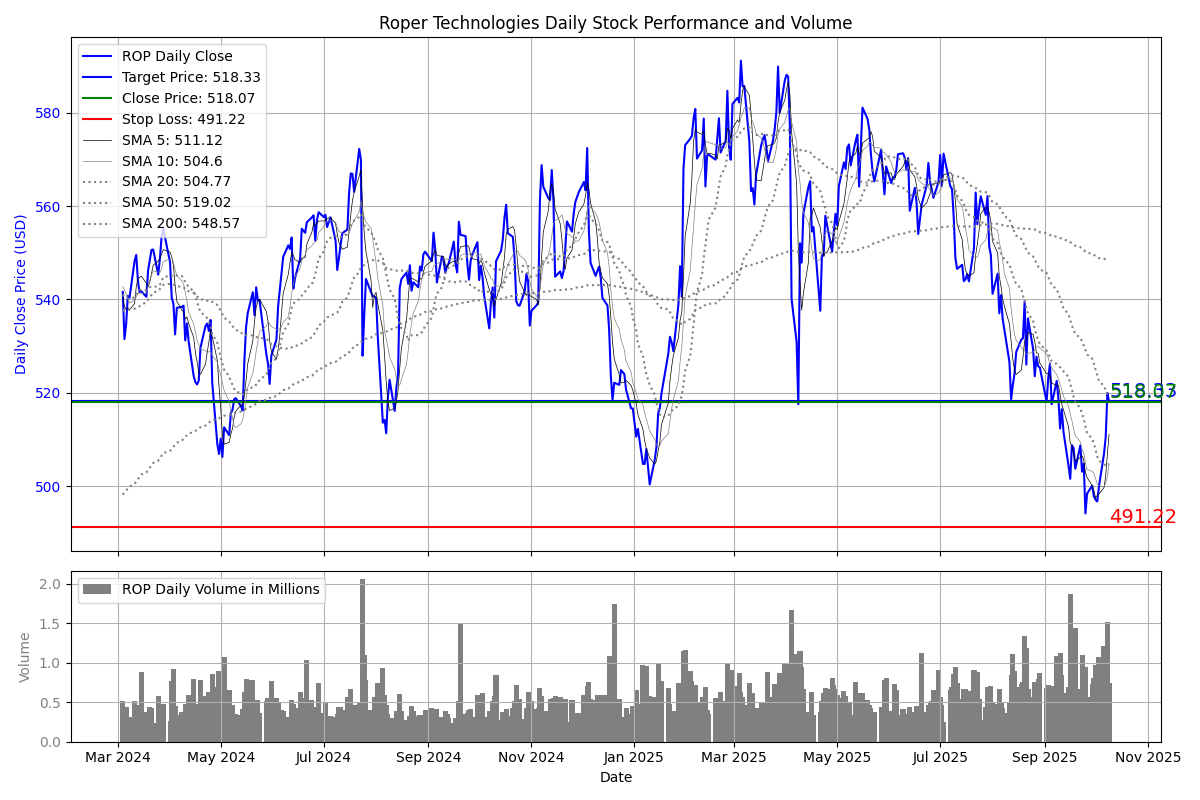 Roper Technologies Daily Stock Performance and Volume
ROP Daily Close
Target Price: 518.33
Close Price: 518.07
Stop Loss: 491.22
SMA 5: 511.12
SMA 10: 504.6
SMA 20: 504.77
SMA 50: 519.02
SMA 200: 548.57
Daily Close Price (USD)
580
560
540
520
500
518.33
518.07
491.22
ROP Daily Volume in Millions
Volume
2.0
1.5
1.0
0.5
0.0
Mar 2024
May 2024
Jul 2024
Sep 2024
Nov 2024
Jan 2025
Mar 2025
May 2025
Jul 2025
Sep 2025
Nov 2025
Date